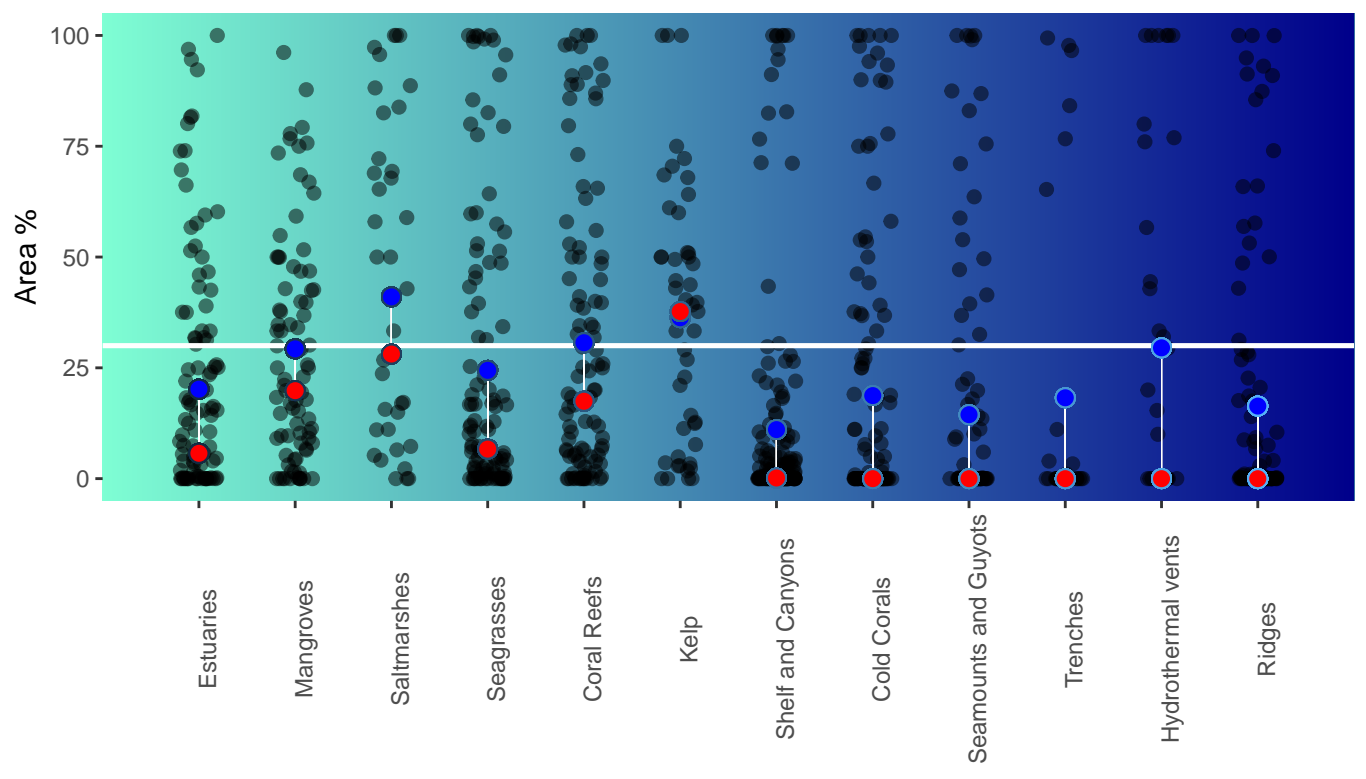 Area %
100
75
50
25
0
Estuaries
Mangroves
Saltmarshes
Seagrasses
Coral Reefs
Kelp
Shelf and Canyons
Cold Corals
Seamounts and Guyots
Trenches
Hydrothermal vents
Ridges